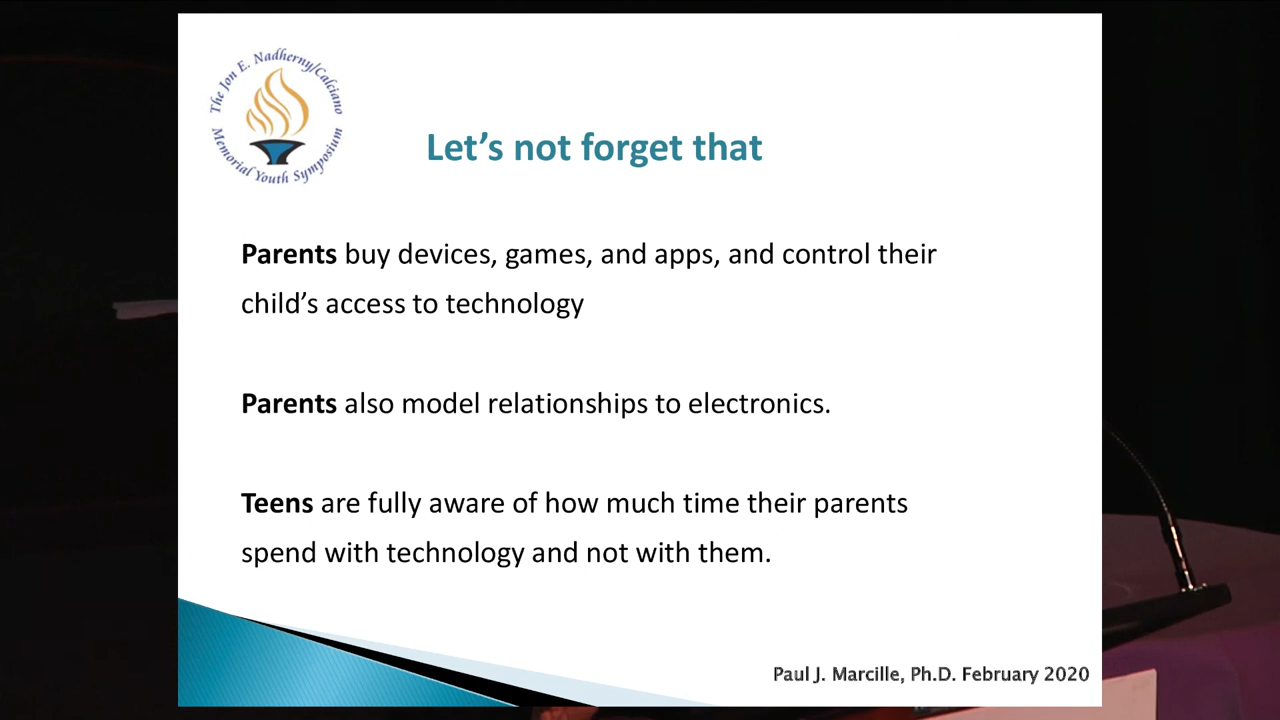 The Jon E. Nadherny/Calciano
Memorial Youth Symposium
Let's not forget that
Parents buy devices, games, and apps, and control their
child's access to technology
Parents also model relationships to electronics.
Teens are fully aware of how much time their parents
spend with technology and not with them.
Paul J. Marcille, Ph.D. February 2020